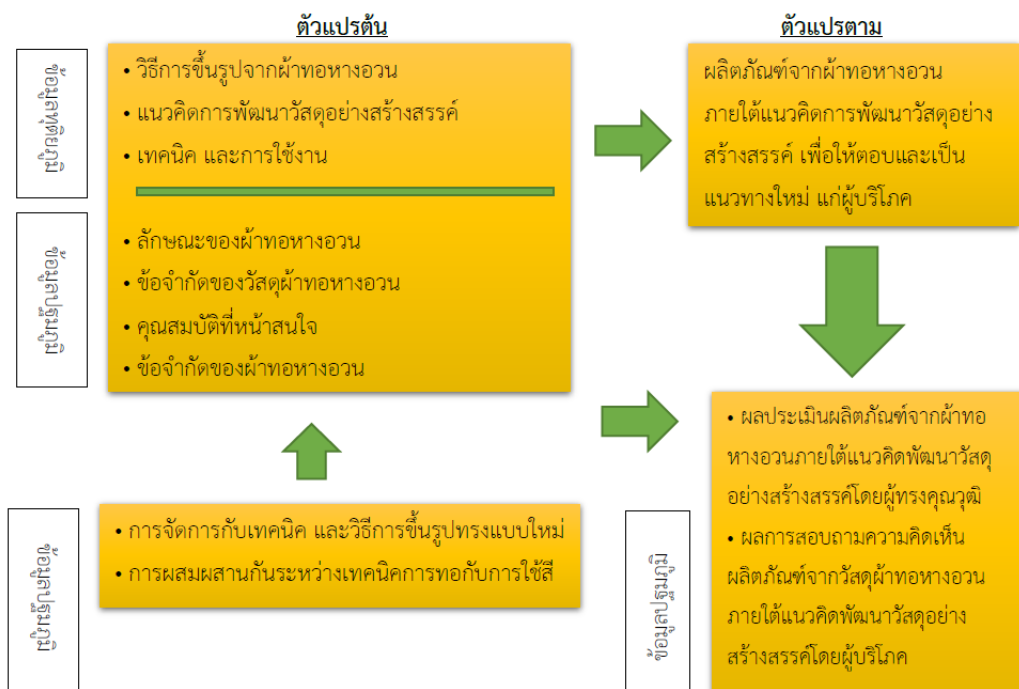 ตัวแปรต้น
ข้อมูลทุติยภูมิ
• วิธีการขึ้นรูปจากผ้าทอหางอวน
• แนวคิดการพัฒนาวัสดุอย่างสร้างสรรค์
• เทคนิค และการใช้งาน
ข้อมูลปฐมภูมิ
• ลักษณะของผ้าทอหางอวน
• ข้อจำกัดของวัสดุผ้าทอหางอวน
• คุณสมบัติที่หน้าสนใจ
• ข้อจำกัดของผ้าทอหางอวน
ตัวแปรตาม
ผลิตภัณฑ์จากผ้าทอหางอวน
ภายใต้แนวคิดการพัฒนาวัสดุอย่าง
สร้างสรรค์ เพื่อให้ตอบและเป็น
แนวทางใหม่ แก่ผู้บริโภค
ข้อมูลปฐมภูมิ
• การจัดการกับเทคนิค และวิธีการขึ้นรูปทรงแบบใหม่
• การผสมผสานกันระหว่างเทคนิคการทอกับการใช้สี
ข้อมูลปฐมภูมิ
• ผลประเมินผลิตภัณฑ์จากผ้าทอ
หางอวนภายใต้แนวคิดพัฒนาวัสดุ
อย่างสร้างสรรค์โดยผู้ทรงคุณวุฒิ
• ผลการสอบถามความคิดเห็น
ผลิตภัณฑ์จากวัสดุผ้าทอหางอวน
ภายใต้แนวคิดพัฒนาวัสดุอย่าง
สร้างสรรค์โดยผู้บริโภค